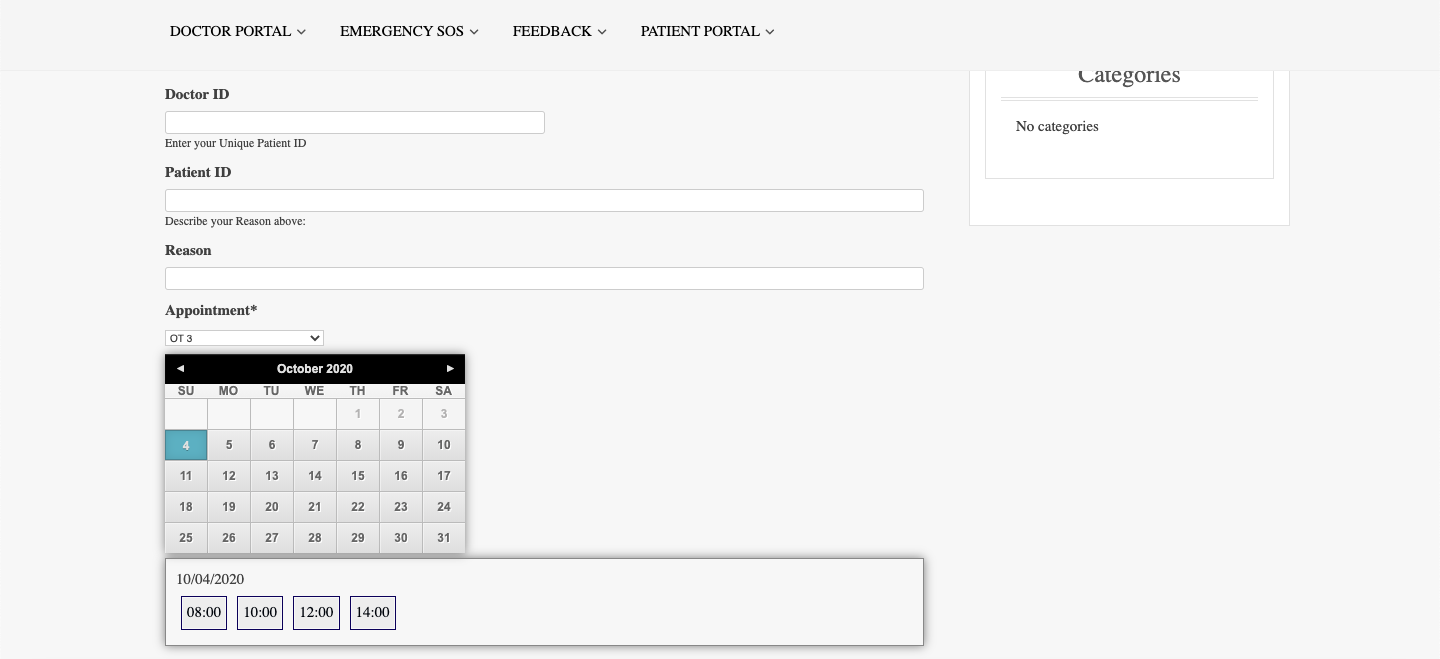 DOCTOR PORTAL EMERGENCY SOS FEEDBACK PATIENT PORTAL
Categories
No categories
Doctor ID
Enter your Unique Patient ID
Patient ID
Describe your Reason above:
Reason
Appointment*
OT 3
◄ October 2020 ►
SU MO TU WE TH FR SA
1 2 3
4 5 6 7 8 9 10
11 12 13 14 15 16 17
18 19 20 21 22 23 24
25 26 27 28 29 30 31
10/04/2020
08:00 10:00 12:00 14:00